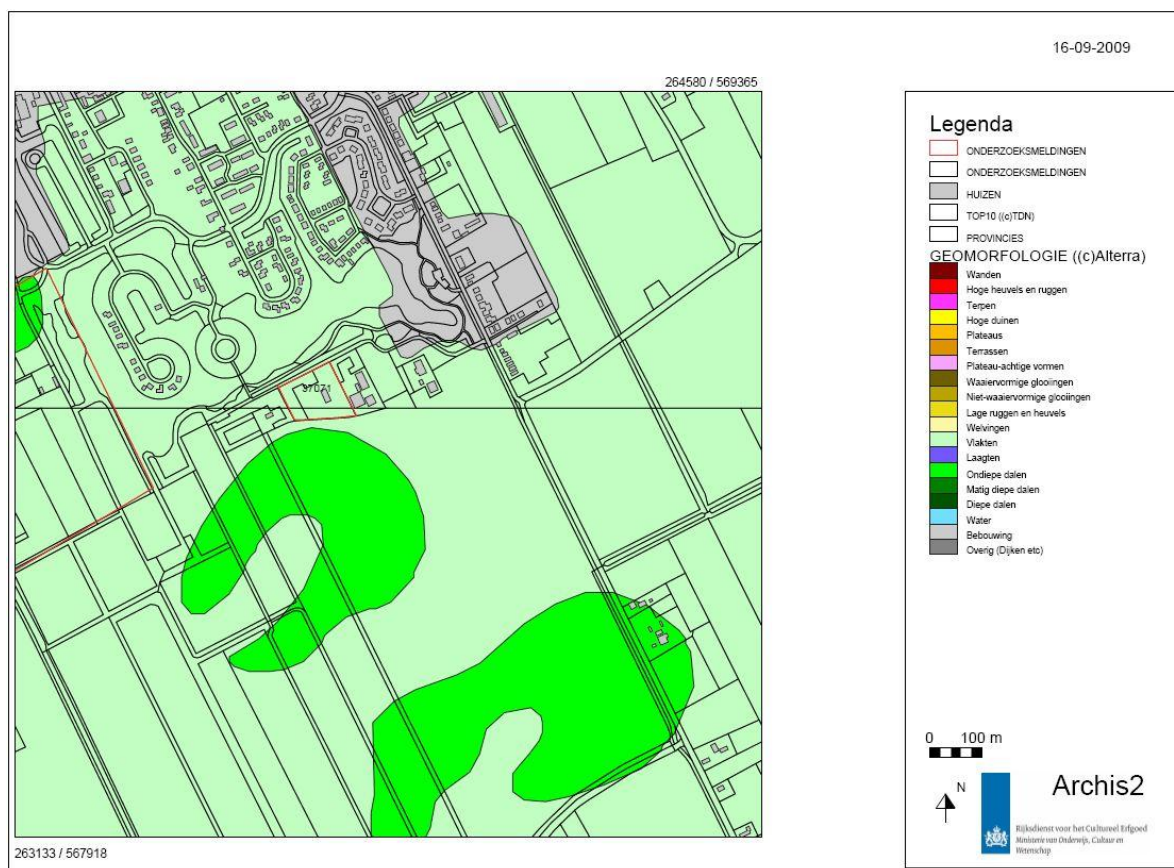 16-09-2009
264580 / 569365
37071
263133 / 567918
Legenda
ONDERZOEKSMELDINGEN
ONDERZOEKSMELDINGEN
HUIZEN
TOP10 ((c)TDN)
PROVINCIES
GEOMORFOLOGIE ((c)Alterra)
Wanden
Hoge heuvels en ruggen
Terpen
Hoge duinen
Plateaus
Terrassen
Plateau-achtige vormen
Waaiervormige glooiingen
Niet-waaiervormige glooiingen
Lage ruggen en heuvels
Welvingen
Vlakten
Laagten
Ondiepe dalen
Matig diepe dalen
Diepe dalen
Water
Bebouwing
Overig (Dijken etc)
0 100 m
N
Archis2
Rijksdienst voor het Cultureel Erfgoed
Ministerie van Onderwijs, Cultuur en
Wetenschap